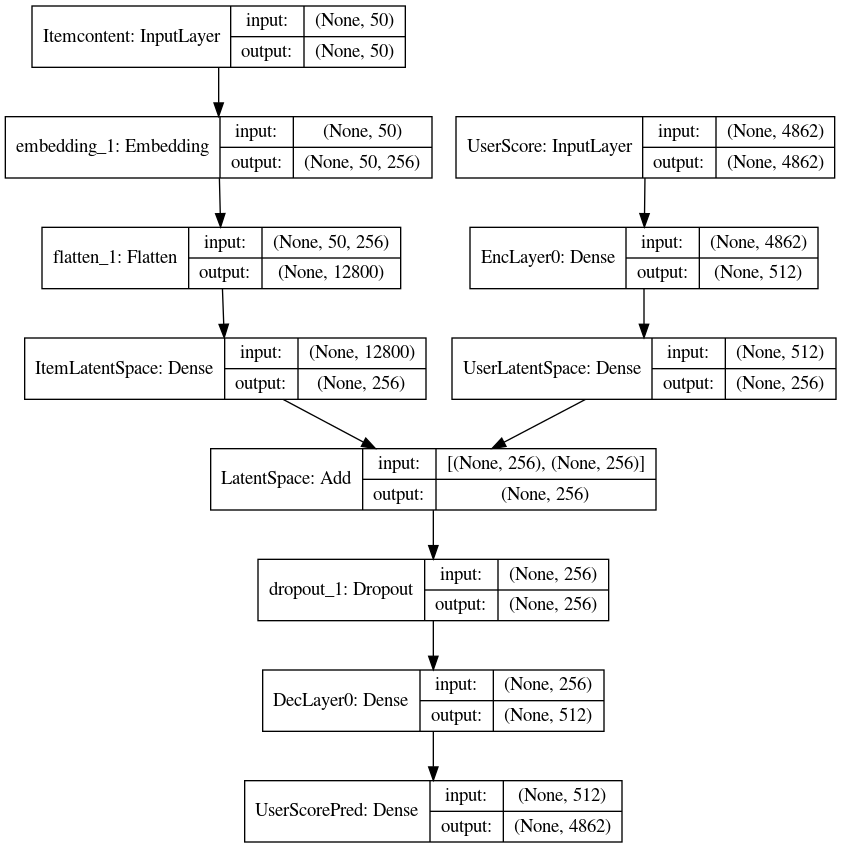 Itemcontent: InputLayer
input: (None, 50)
output: (None, 50)
embedding_1: Embedding
input: (None, 50)
output: (None, 50, 256)
UserScore: InputLayer
input: (None, 4862)
output: (None, 4862)
flatten_1: Flatten
input: (None, 50, 256)
output: (None, 12800)
EncLayer0: Dense
input: (None, 4862)
output: (None, 512)
ItemLatentSpace: Dense
input: (None, 12800)
output: (None, 256)
UserLatentSpace: Dense
input: (None, 512)
output: (None, 256)
LatentSpace: Add
input: [(None, 256), (None, 256)]
output: (None, 256)
dropout_1: Dropout
input: (None, 256)
output: (None, 256)
DecLayer0: Dense
input: (None, 256)
output: (None, 512)
UserScorePred: Dense
input: (None, 512)
output: (None, 4862)